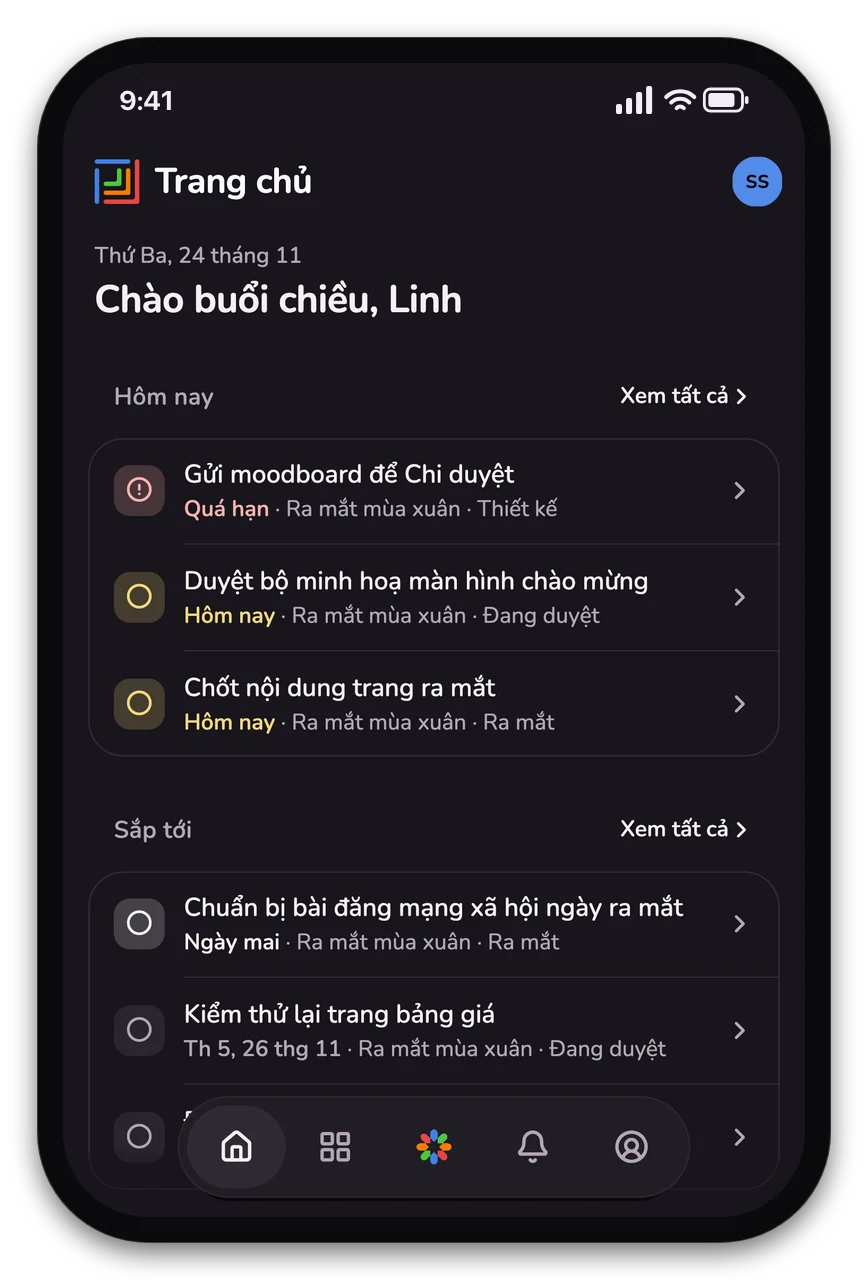 9:41
Trang chủ
SS
Thứ Ba, 24 tháng 11
Chào buổi chiều, Linh
Hôm nay
Xem tất cả
Gửi moodboard để Chi duyệt
Quá hạn · Ra mắt mùa xuân · Thiết kế
Duyệt bộ minh hoạ màn hình chào mừng
Hôm nay · Ra mắt mùa xuân · Đang duyệt
Chốt nội dung trang ra mắt
Hôm nay · Ra mắt mùa xuân · Ra mắt
Sắp tới
Xem tất cả
Chuẩn bị bài đăng mạng xã hội ngày ra mắt
Ngày mai · Ra mắt mùa xuân · Ra mắt
Kiểm thử lại trang bảng giá
Th 5, 26 thg 11 · Ra mắt mùa xuân · Đang duyệt